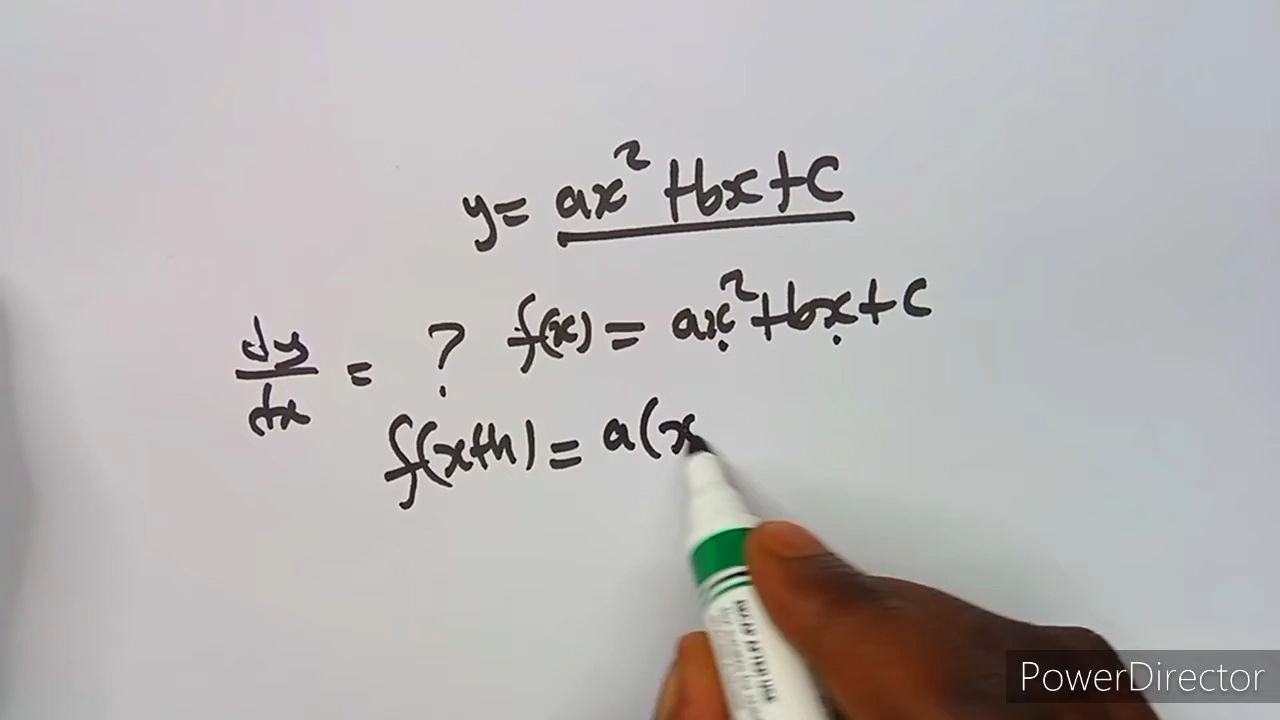 y = ax² + bx + c
f(x) = ax² + bx + c
dy/dx = ?
f(x+h) = a(x
PowerDirector